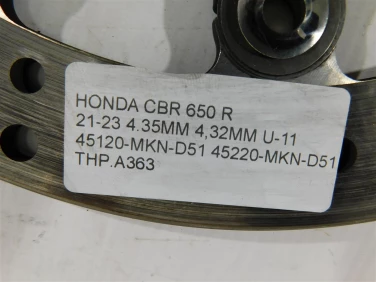 HONDA CBR 650 R
21-23 4.35MM 4,32MM U-11
45120-MKN-D51 45220-MKN-D51
THP.A363